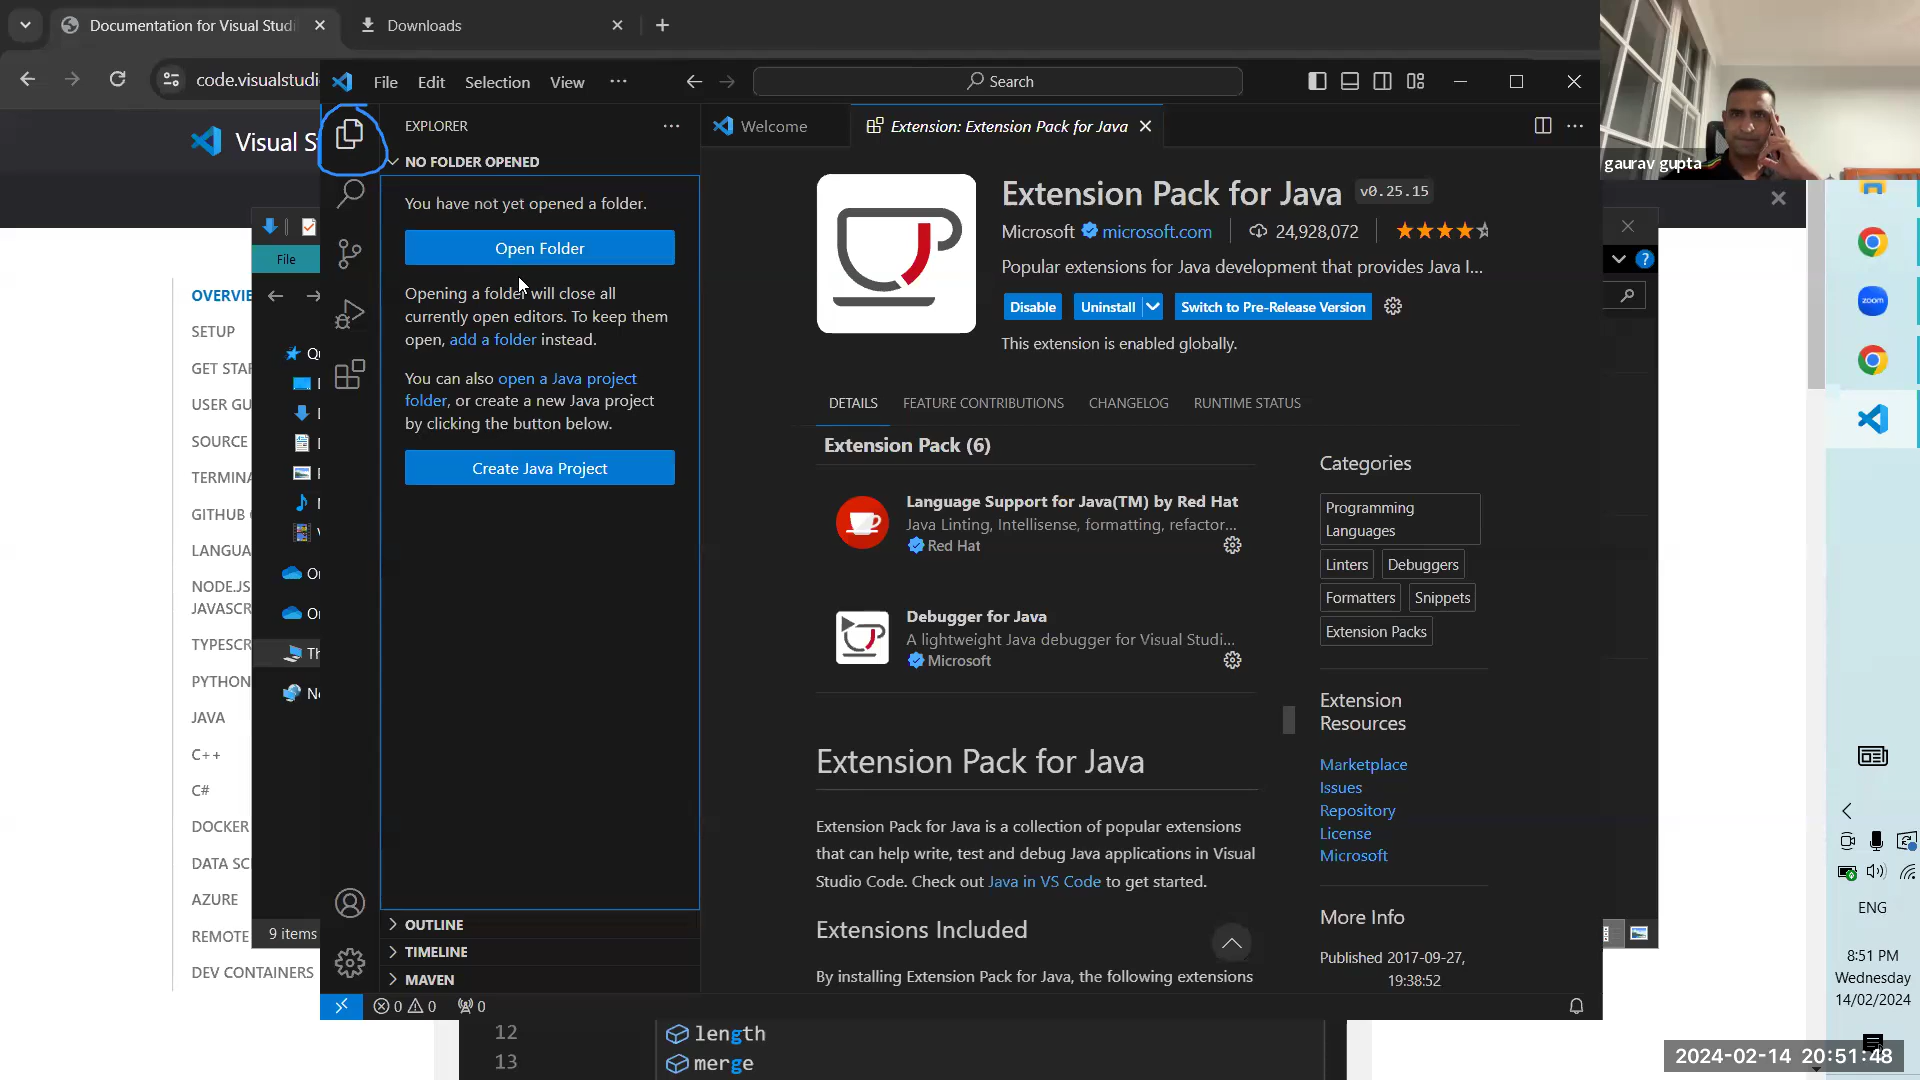 Documentation for Visual Studi
Downloads
code.visualstudi
File Edit Selection View
Search
Visual S
EXPLORER
NO FOLDER OPENED
You have not yet opened a folder.
Open Folder
Opening a folder will close all
currently open editors. To keep them
open, add a folder instead.
You can also open a Java project
folder, or create a new Java project
by clicking the button below.
Create Java Project
OUTLINE
TIMELINE
MAVEN
0 0 0
Welcome
Extension: Extension Pack for Java
Extension Pack for Java v0.25.15
Microsoft microsoft.com 24,928,072
Popular extensions for Java development that provides Java I...
Disable Uninstall Switch to Pre-Release Version
This extension is enabled globally.
DETAILS FEATURE CONTRIBUTIONS CHANGELOG RUNTIME STATUS
Extension Pack (6)
Language Support for Java(TM) by Red Hat
Java Linting, Intellisense, formatting, refactor...
Red Hat
Debugger for Java
A lightweight Java debugger for Visual Studi...
Microsoft
Extension Pack for Java
Extension Pack for Java is a collection of popular extensions
that can help write, test and debug Java applications in Visual
Studio Code. Check out Java in VS Code to get started.
Extensions Included
By installing Extension Pack for Java, the following extensions
Categories
Programming
Languages
Linters Debuggers
Formatters Snippets
Extension Packs
Extension
Resources
Marketplace
Issues
Repository
License
Microsoft
More Info
Published 2017-09-27,
19:38:52
File
OVERVIE
SETUP
GET STAR
USER GU
SOURCE
TERMINA
GITHUB
LANGUA
NODE.JS
JAVASCR
TYPESCR
PYTHON
JAVA
C++
C#
DOCKER
DATA SC
AZURE
REMOTE
DEV CONTAINERS
9 items
12 length
13 merge
gaurav gupta
zoom
ENG
8:51 PM
Wednesday
14/02/2024
2024-02-14 20:51:48